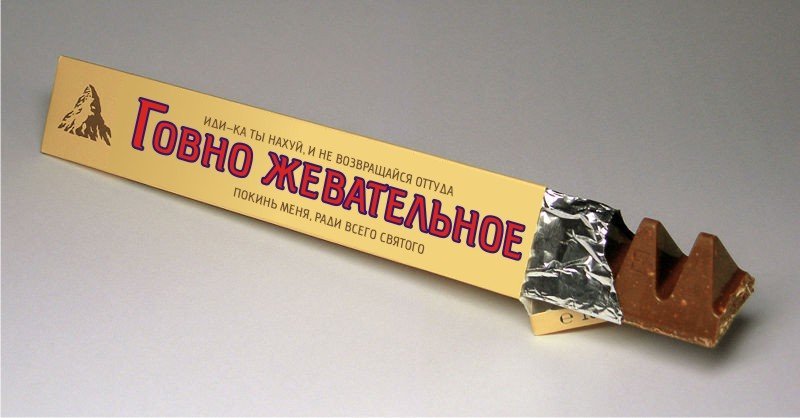 ИДИ-КА ТЫ НАХУЙ, И НЕ ВОЗВРАЩАЙСЯ ОТТУДА
ГОВНО ЖЕВАТЕЛЬНОЕ
ПОКИНЬ МЕНЯ, РАДИ ВСЕГО СВЯТОГО